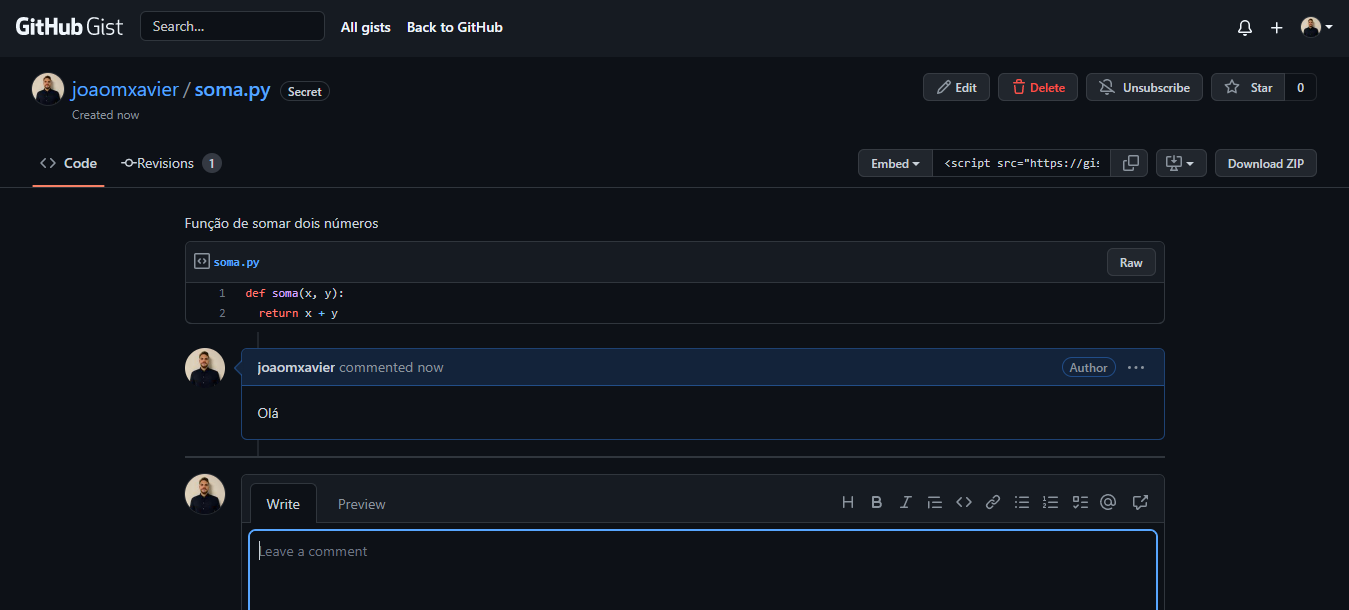 GitHub Gist Search... All gists Back to GitHub
joaomxavier / soma.py Secret
Edit Delete Unsubscribe Star 0
Created now
Code Revisions 1
Embed <script src="https://gis Download ZIP
Função de somar dois números
soma.py Raw
1 def soma(x, y):
2 return x + y
joaomxavier commented now Author ...
Olá
Write Preview H B I
Leave a comment